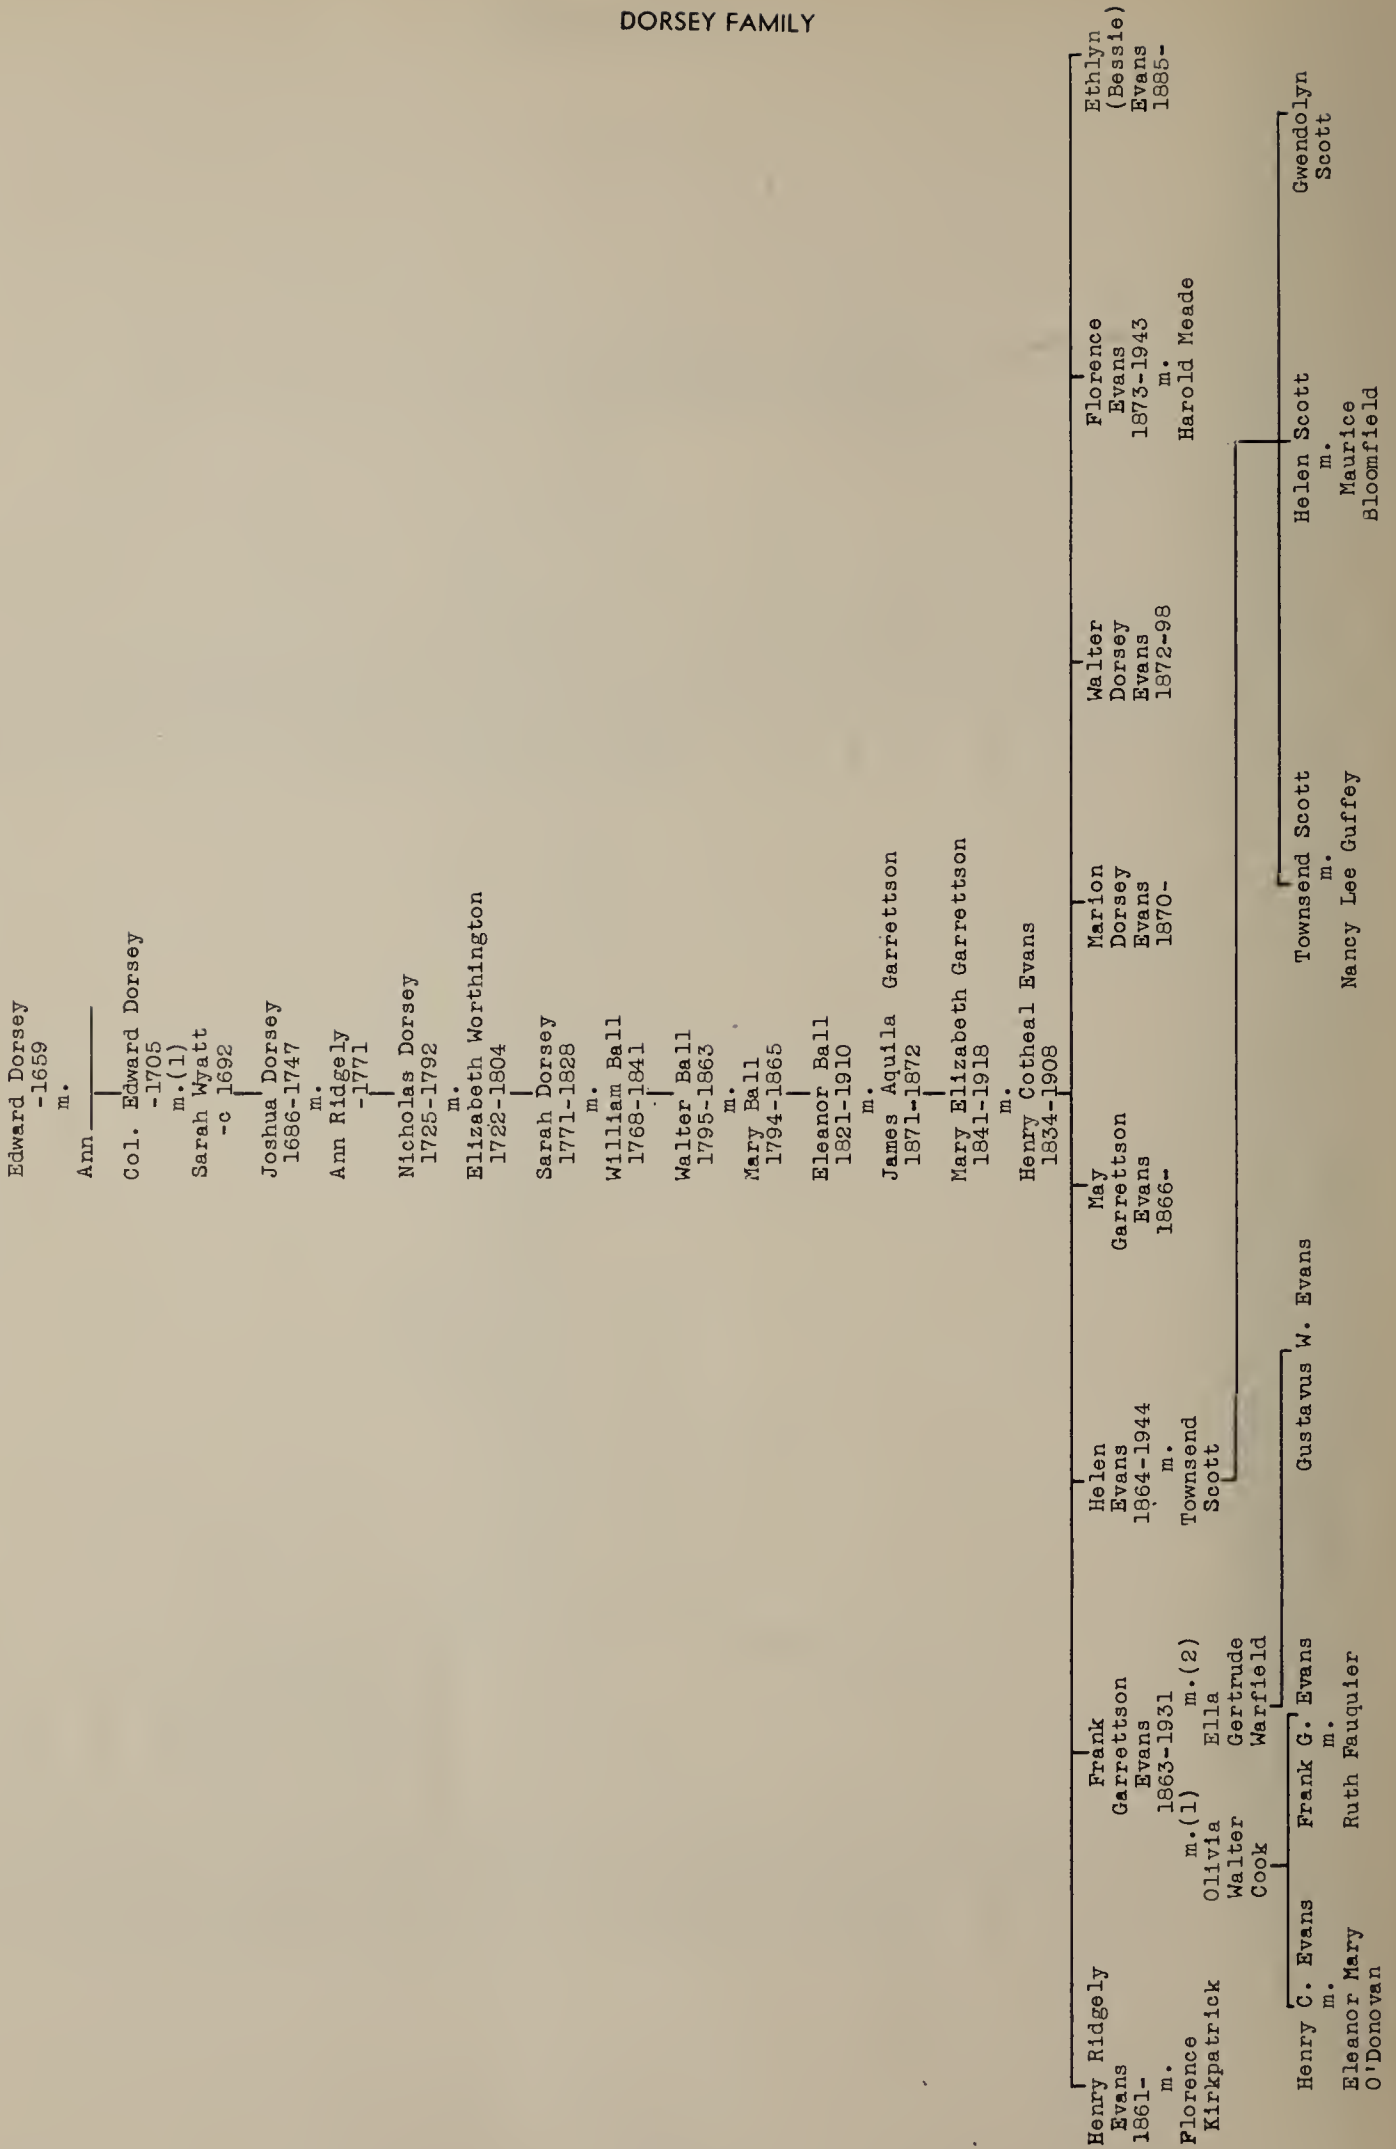 DORSEY FAMILY
Edward Dorsey
-1659
m.
Ann
Col. Edward Dorsey
-1705
m.(1)
Sarah Wyatt
-c 1692
Joshua Dorsey
1686-1747
m.
Ann Ridgely
-1771
Nicholas Dorsey
1725-1792
m.
Elizabeth Worthington
1722-1804
Sarah Dorsey
1771-1828
m.
William Ball
1768-1841
Walter Ball
1795-1863
m.
Mary Ball
1794-1865
Eleanor Ball
1821-1910
m.
James Aquila Garrettson
1871-1872
Mary Elizabeth Garrettson
1841-1918
m.
Henry Cotheal Evans
1834-1908
Henry Ridgely
Evans
1861-
m.
Florence
Kirkpatrick
Frank
Garrettson
Evans
1863-1931
m.(1)
Olivia
Walter
Cook
m.(2)
Ella
Gertrude
Warfield
Helen
Evans
1864-1944
m.
Townsend
Scott
May
Garrettson
Evans
1866-
Marion
Dorsey
Evans
1870-
Walter
Dorsey
Evans
1872-98
Florence
Evans
1873-1943
m.
Harold Meade
Ethlyn
(Bessie)
Evans
1885-
Henry C. Evans
m.
Eleanor Mary
O'Donovan
Frank G. Evans
m.
Ruth Fauquier
Gustavus W. Evans
Townsend Scott
m.
Nancy Lee Guffey
Helen Scott
m.
Maurice
Bloomfield
Gwendolyn
Scott